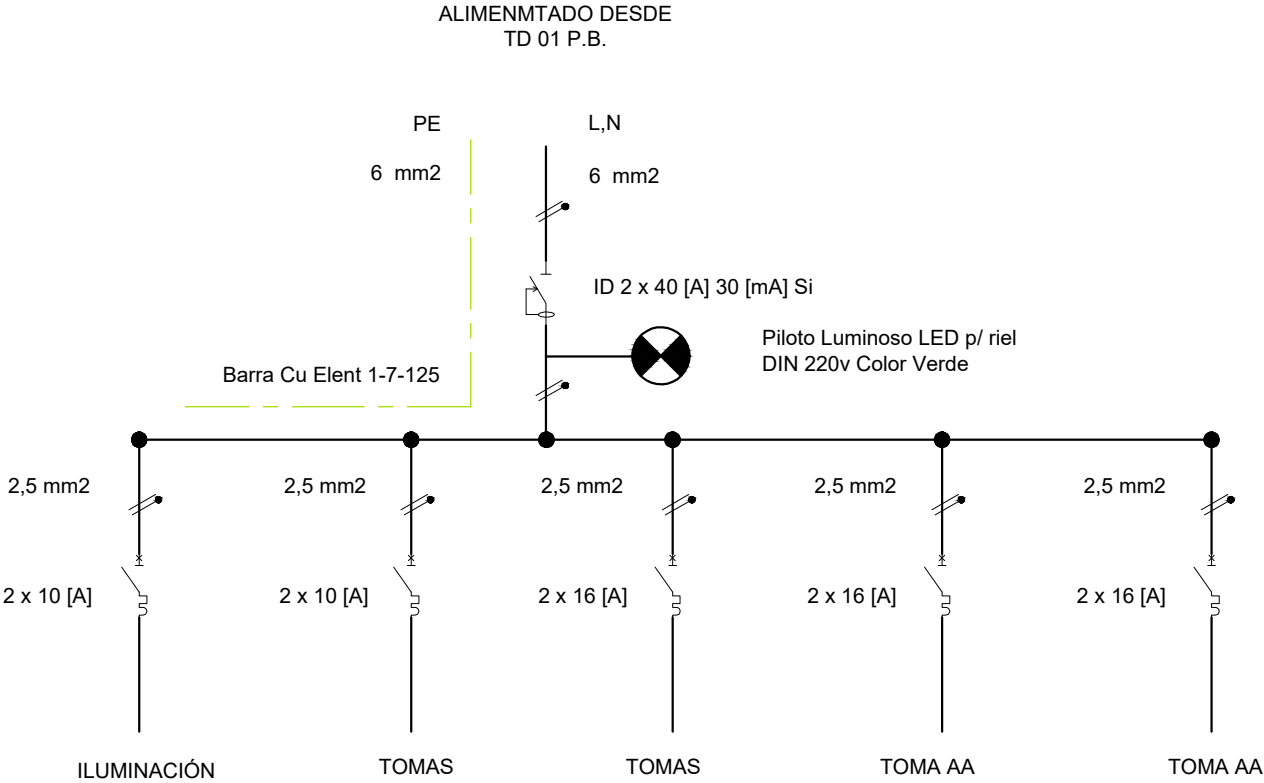 ALIMENMTADO DESDE
TD 01 P.B.
PE
L,N
6 mm2
6 mm2
ID 2 x 40 [A] 30 [mA] Si
Piloto Luminoso LED p/ riel
DIN 220v Color Verde
Barra Cu Elent 1-7-125
2,5 mm2
2,5 mm2
2,5 mm2
2,5 mm2
2,5 mm2
2 x 10 [A]
2 x 10 [A]
2 x 16 [A]
2 x 16 [A]
2 x 16 [A]
ILUMINACIÓN
TOMAS
TOMAS
TOMA AA
TOMA AA